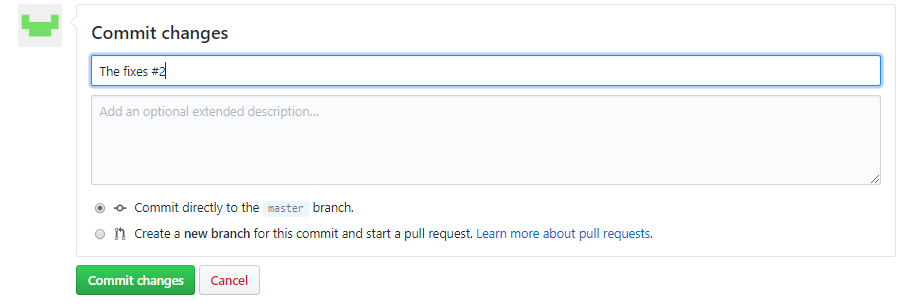 Commit changes
The fixes #2
Add an optional extended description...
Commit directly to the master branch.
Create a new branch for this commit and start a pull request. Learn more about pull requests.
Commit changes Cancel